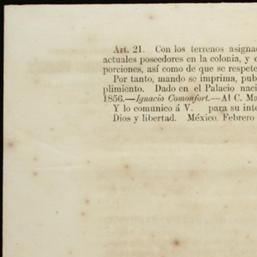 Art. 21. Con los terrenos asigna
actuales poseedores en la colonia, y
porciones, así como de que se respete
Por tanto, mando se imprima, pub
plimiento. Dado en el Palacio naci
1856.—Ignacio Comonfort.—Al C. Ma
Y lo comunico á V. para su inte
Dios y libertad. México, Febrero